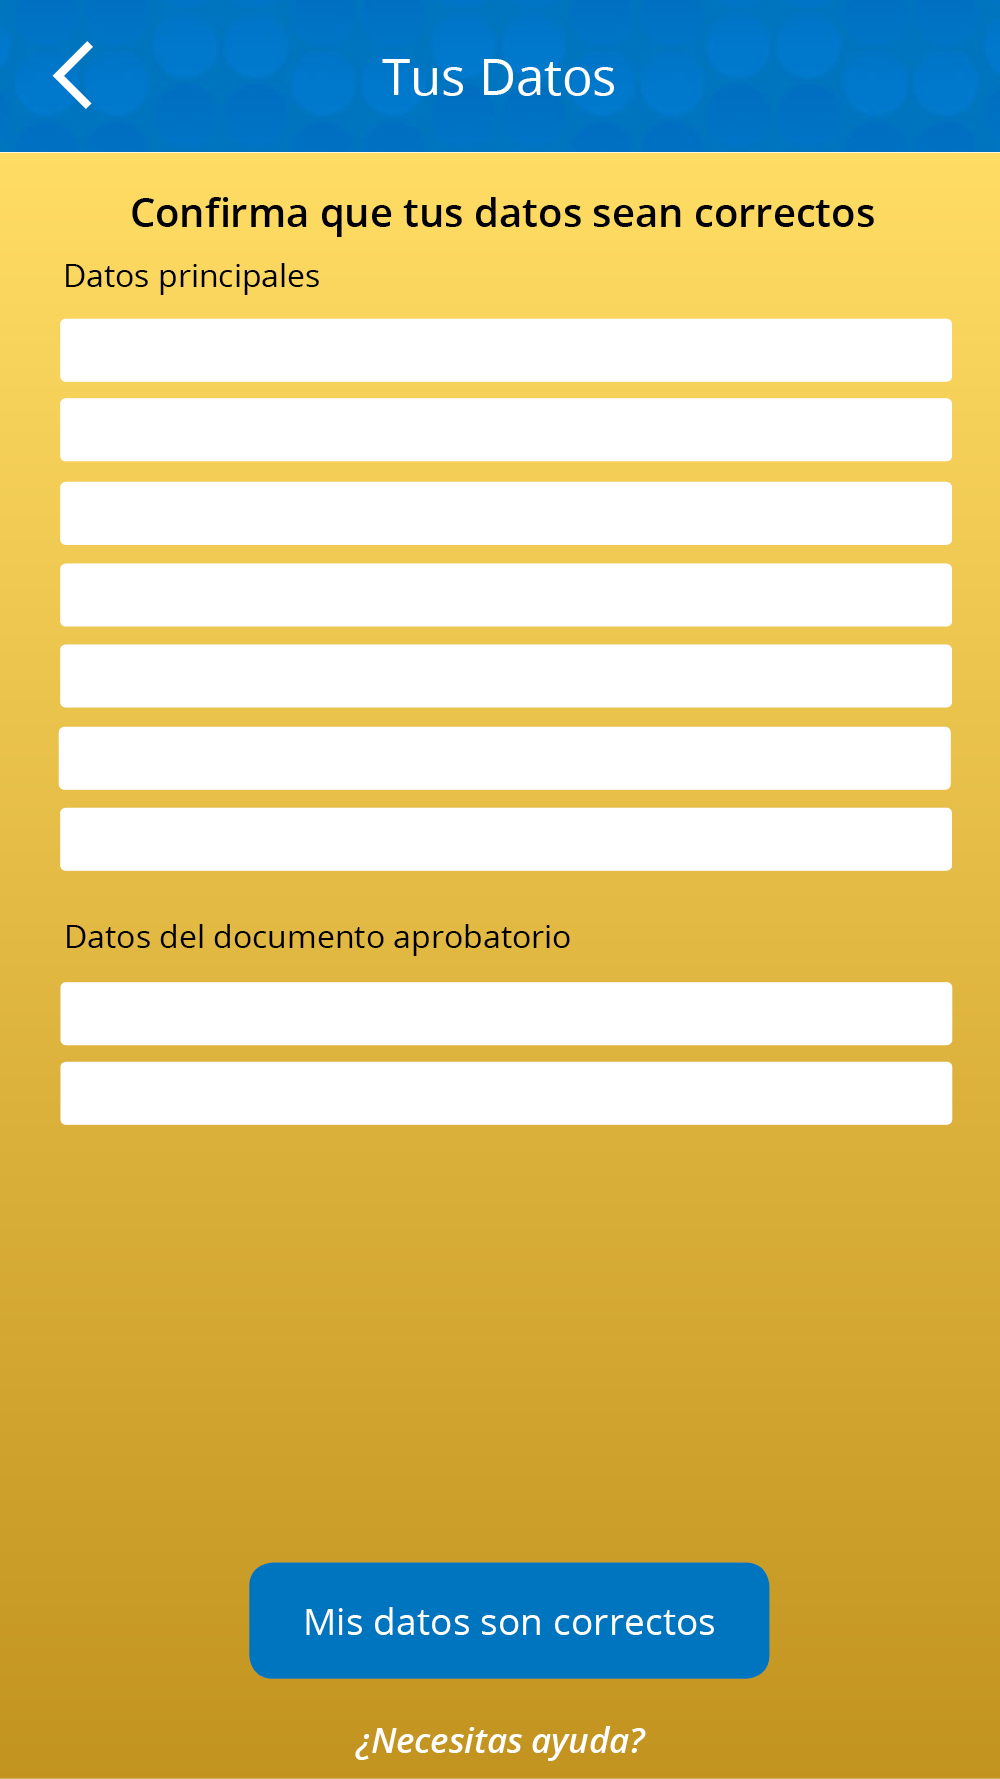 Tus Datos
Confirma que tus datos sean correctos
Datos principales
Datos del documento aprobatorio
Mis datos son correctos
¿Necesitas ayuda?